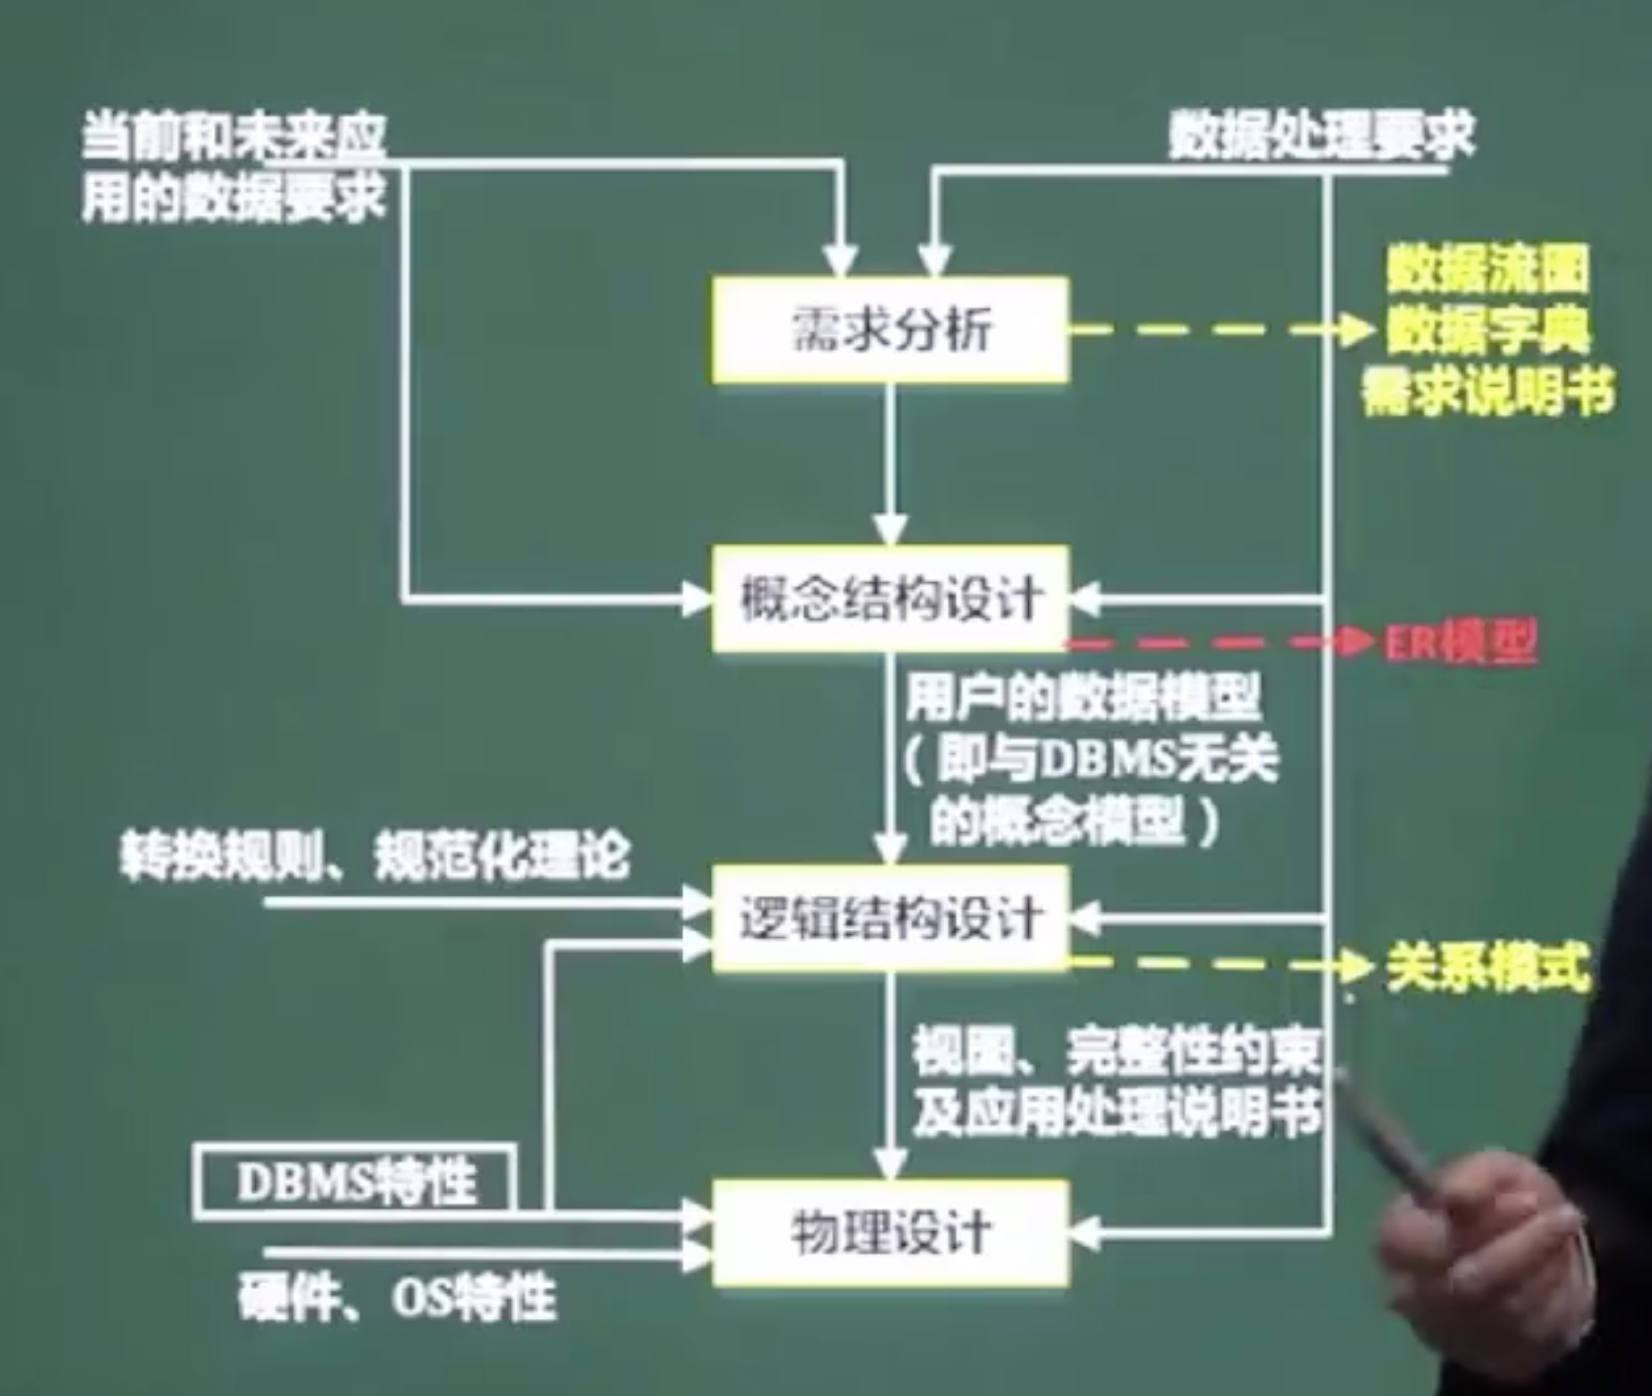 当前和未来应
用的数据要求
数据处理要求
需求分析
数据流图
数据字典
需求说明书
概念结构设计
ER模型
用户的数据模型
（即与DBMS无关
的概念模型）
转换规则、规范化理论
逻辑结构设计
关系模式
视图、完整性约束
及应用处理说明书
DBMS特性
物理设计
硬件、OS特性